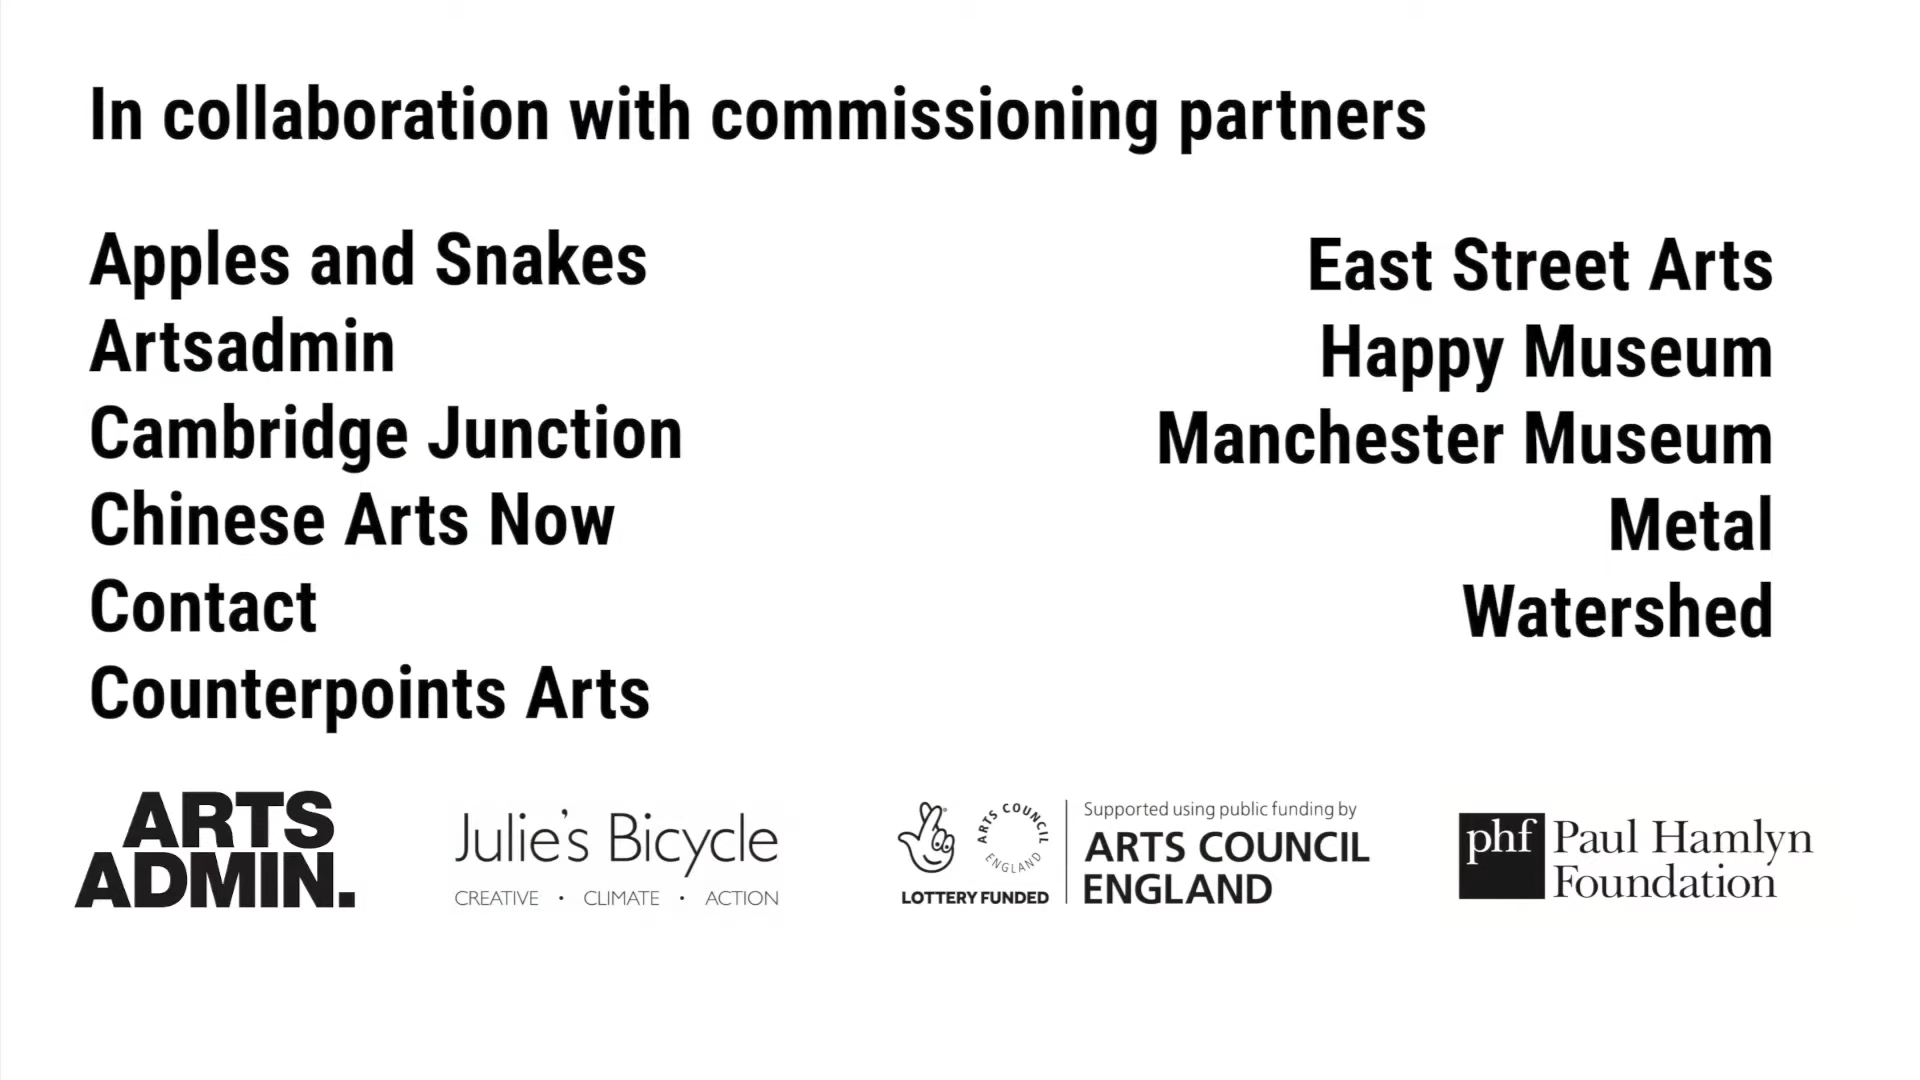 In collaboration with commissioning partners
Apples and Snakes
Artsadmin
Cambridge Junction
Chinese Arts Now
Contact
Counterpoints Arts
East Street Arts
Happy Museum
Manchester Museum
Metal
Watershed
ARTS
ADMIN.
Julie's Bicycle
CREATIVE · CLIMATE · ACTION
ARTS COUNCIL
ENGLAND
LOTTERY FUNDED
Supported using public funding by
ARTS COUNCIL
ENGLAND
phf
Paul Hamlyn
Foundation